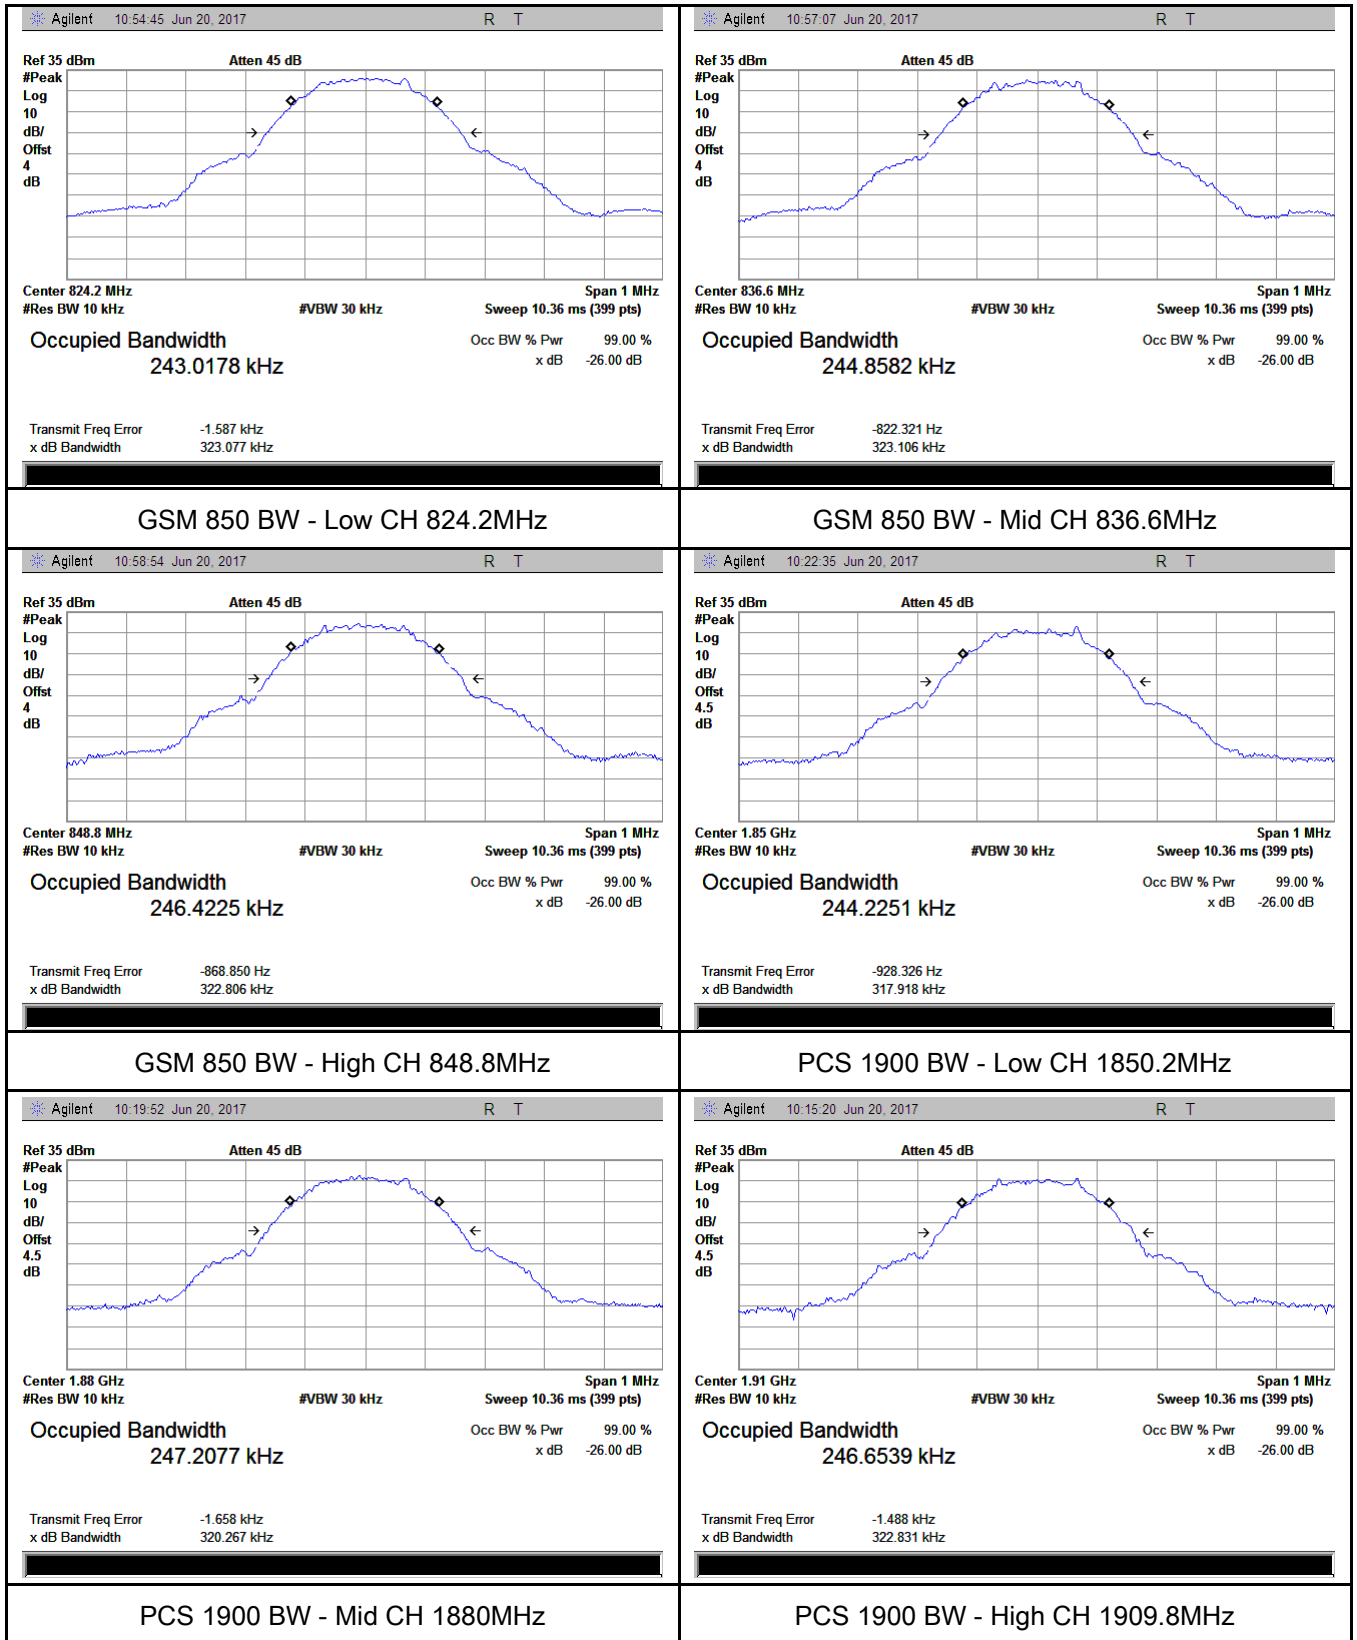 Agilent 10:54:45 Jun 20, 2017 R T
Ref 35 dBm Atten 45 dB
#Peak
Log
10
dB/
Offst
4
dB
Center 824.2 MHz Span 1 MHz
#Res BW 10 kHz #VBW 30 kHz Sweep 10.36 ms (399 pts)
Occupied Bandwidth Occ BW % Pwr 99.00 %
243.0178 kHz x dB -26.00 dB
Transmit Freq Error -1.587 kHz
x dB Bandwidth 323.077 kHz
GSM 850 BW - Low CH 824.2MHz
Agilent 10:57:07 Jun 20, 2017 R T
Ref 35 dBm Atten 45 dB
#Peak
Log
10
dB/
Offst
4
dB
Center 836.6 MHz Span 1 MHz
#Res BW 10 kHz #VBW 30 kHz Sweep 10.36 ms (399 pts)
Occupied Bandwidth Occ BW % Pwr 99.00 %
244.8582 kHz x dB -26.00 dB
Transmit Freq Error -822.321 Hz
x dB Bandwidth 323.106 kHz
GSM 850 BW - Mid CH 836.6MHz
Agilent 10:58:54 Jun 20, 2017 R T
Ref 35 dBm Atten 45 dB
#Peak
Log
10
dB/
Offst
4
dB
Center 848.8 MHz Span 1 MHz
#Res BW 10 kHz #VBW 30 kHz Sweep 10.36 ms (399 pts)
Occupied Bandwidth Occ BW % Pwr 99.00 %
246.4225 kHz x dB -26.00 dB
Transmit Freq Error -868.850 Hz
x dB Bandwidth 322.806 kHz
GSM 850 BW - High CH 848.8MHz
Agilent 10:22:35 Jun 20, 2017 R T
Ref 35 dBm Atten 45 dB
#Peak
Log
10
dB/
Offst
4.5
dB
Center 1.85 GHz Span 1 MHz
#Res BW 10 kHz #VBW 30 kHz Sweep 10.36 ms (399 pts)
Occupied Bandwidth Occ BW % Pwr 99.00 %
244.2251 kHz x dB -26.00 dB
Transmit Freq Error -928.326 Hz
x dB Bandwidth 317.918 kHz
PCS 1900 BW - Low CH 1850.2MHz
Agilent 10:19:52 Jun 20, 2017 R T
Ref 35 dBm Atten 45 dB
#Peak
Log
10
dB/
Offst
4.5
dB
Center 1.88 GHz Span 1 MHz
#Res BW 10 kHz #VBW 30 kHz Sweep 10.36 ms (399 pts)
Occupied Bandwidth Occ BW % Pwr 99.00 %
247.2077 kHz x dB -26.00 dB
Transmit Freq Error -1.658 kHz
x dB Bandwidth 320.267 kHz
PCS 1900 BW - Mid CH 1880MHz
Agilent 10:15:20 Jun 20, 2017 R T
Ref 35 dBm Atten 45 dB
#Peak
Log
10
dB/
Offst
4.5
dB
Center 1.91 GHz Span 1 MHz
#Res BW 10 kHz #VBW 30 kHz Sweep 10.36 ms (399 pts)
Occupied Bandwidth Occ BW % Pwr 99.00 %
246.6539 kHz x dB -26.00 dB
Transmit Freq Error -1.488 kHz
x dB Bandwidth 322.831 kHz
PCS 1900 BW - High CH 1909.8MHz